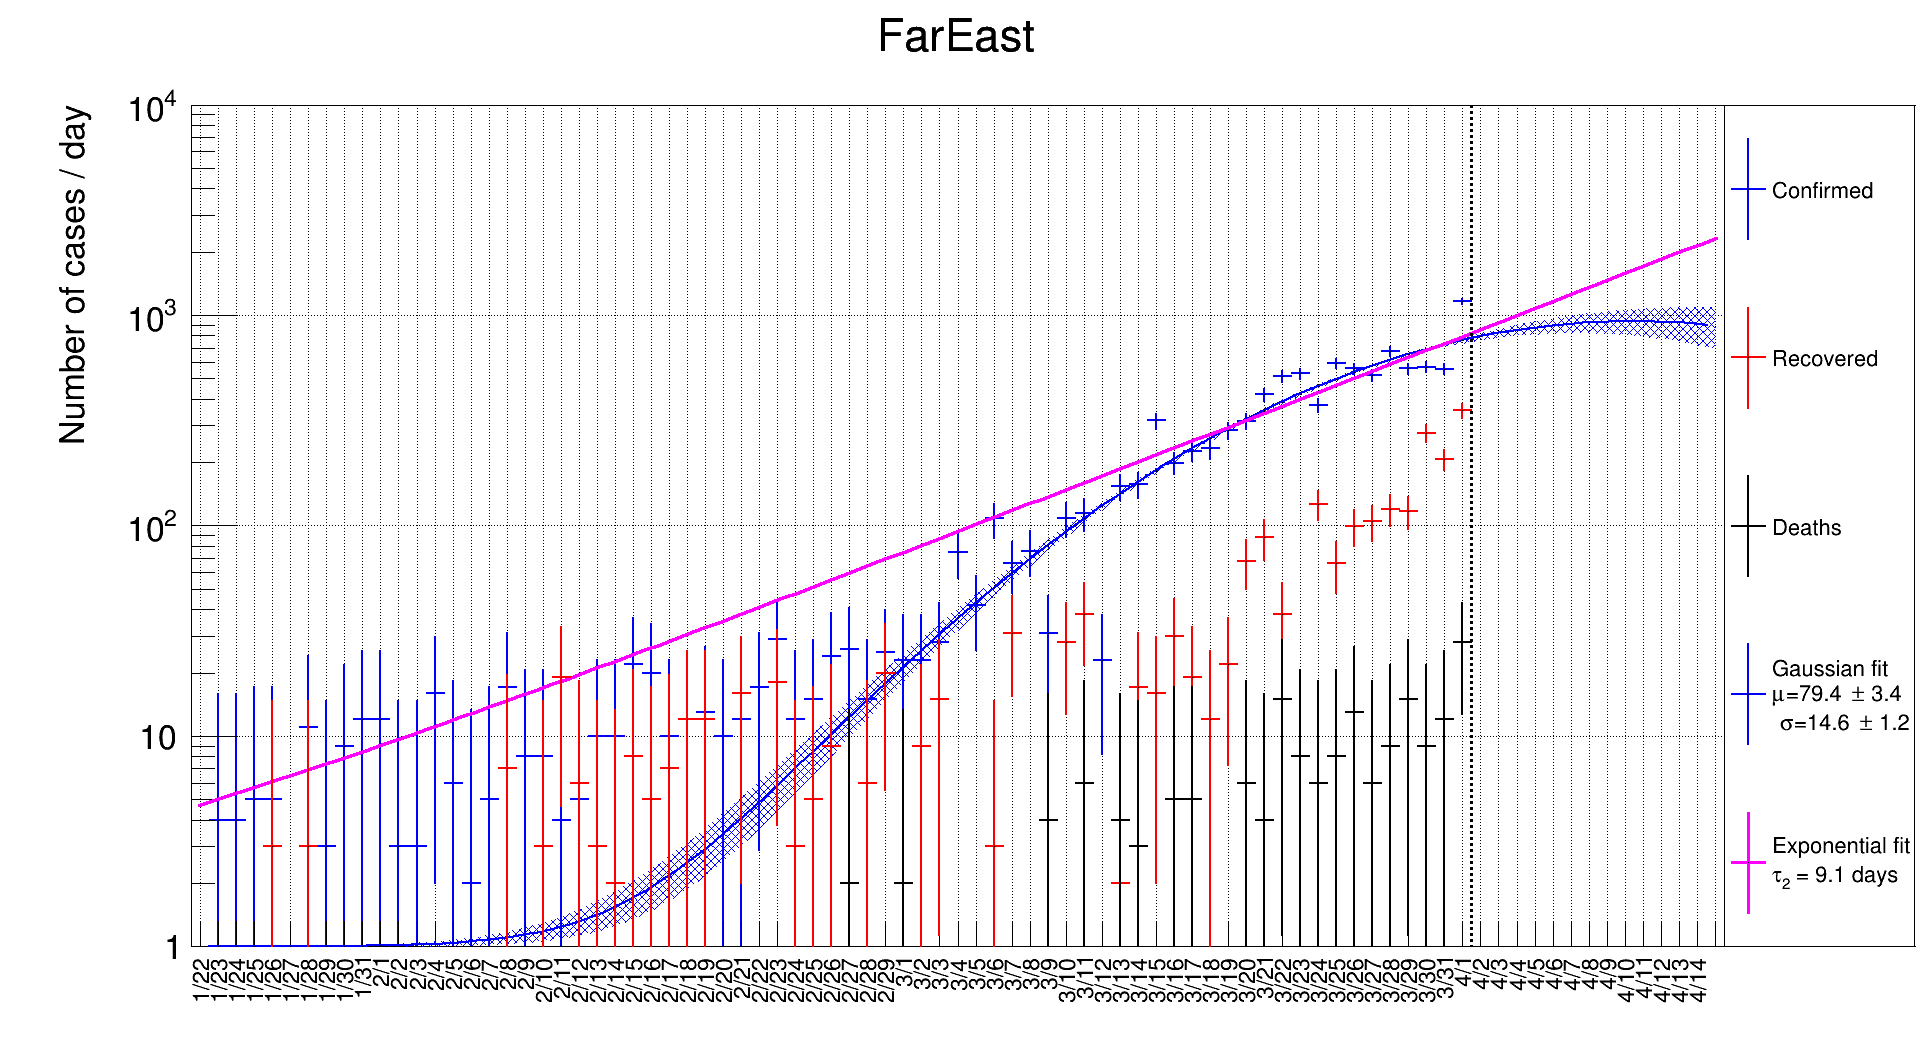 FarEast
Number of cases / day
10⁴
10³
10²
10
1
1/22 1/23 1/24 1/25 1/26 1/27 1/28 1/29 1/30 1/31 2/1 2/2 2/3 2/4 2/5 2/6 2/7 2/8 2/9 2/10 2/11 2/12 2/13 2/14 2/15 2/16 2/17 2/18 2/19 2/20 2/21 2/22 2/23 2/24 2/25 2/26 2/27 2/28 2/29 3/1 3/2 3/3 3/4 3/5 3/6 3/7 3/8 3/9 3/10 3/11 3/12 3/13 3/14 3/15 3/16 3/17 3/18 3/19 3/20 3/21 3/22 3/23 3/24 3/25 3/26 3/27 3/28 3/29 3/30 3/31 4/1 4/2 4/3 4/4 4/5 4/6 4/7 4/8 4/9 4/10 4/11 4/12 4/13 4/14
Confirmed
Recovered
Deaths
Gaussian fit
μ=79.4 ± 3.4
σ=14.6 ± 1.2
Exponential fit
τ₂ = 9.1 days